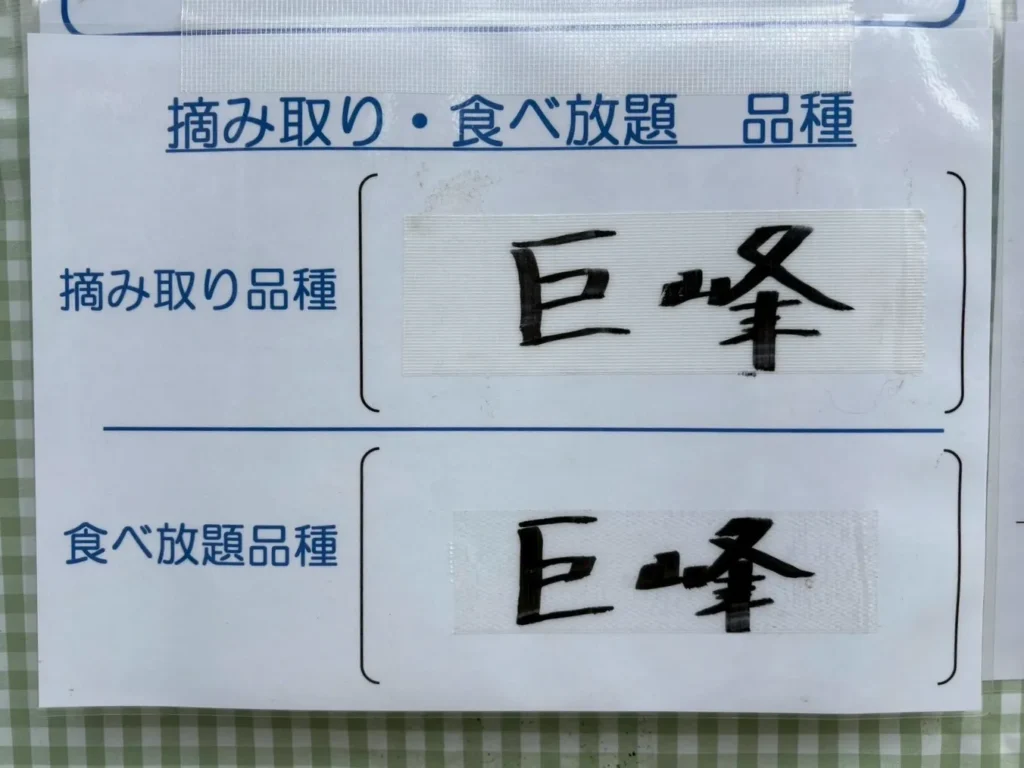 摘み取り・食べ放題　品種
摘み取り品種
巨峰
食べ放題品種
巨峰